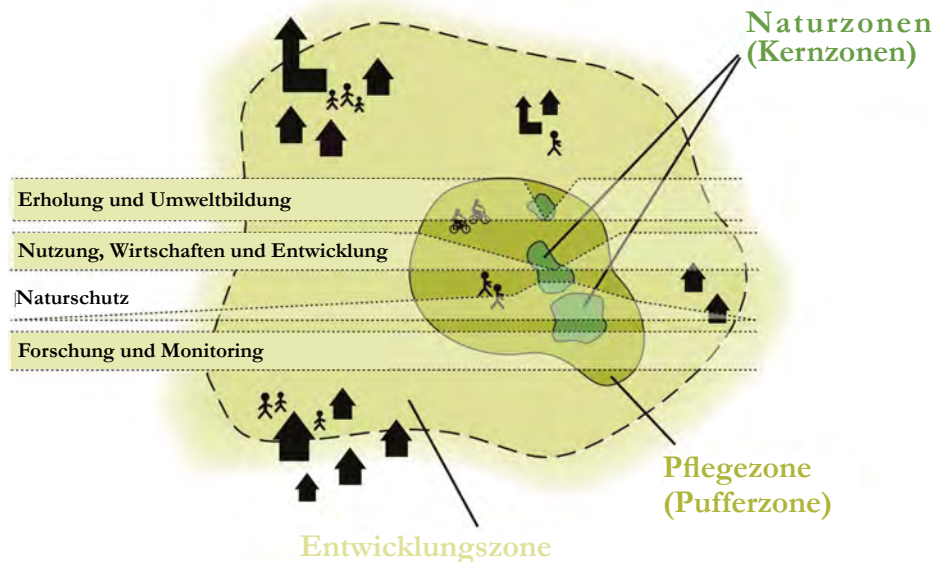 Naturzonen
(Kernzonen)
Erholung und Umweltbildung
Nutzung, Wirtschaften und Entwicklung
Naturschutz
Forschung und Monitoring
Pflegezone
(Pufferzone)
Entwicklungszone